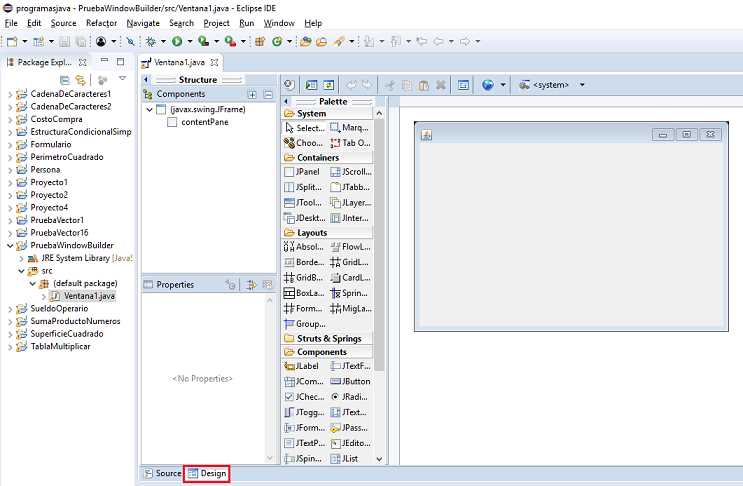 programasjava - PruebaWindowBuilder/src/Ventana1.java - Eclipse IDE
File Edit Source Refactor Navigate Search Project Run Window Help
Package Expl...
CadenaDeCaracteres1
CadenaDeCaracteres2
CostoCompra
EstructuraCondicionalSimp
Formulario
PerimetroCuadrado
Persona
Proyecto1
Proyecto2
Proyecto4
PruebaVector1
PruebaVector16
PruebaWindowBuilder
JRE System Library [JavaS
src
(default package)
Ventana1.java
SueldoOperario
SumaProductoNumeros
SuperficieCuadrado
TablaMultiplicar
Ventana1.java
Structure
Components
(javax.swing.JFrame)
contentPane
Properties
<No Properties>
Palette
System
Select... Marq...
Choo... Tab O...
Containers
JPanel JScroll...
JSplit... JTabb...
JTool... JLayer...
JDeskt... JInter...
Layouts
Absol... FlowL...
Borde... GridL...
GridB... CardL...
BoxLa... Sprin...
Form... MigLa...
Group...
Struts & Springs
Components
JLabel JTextF...
JCom... JButton
JChec... JRadi...
JTogg... JText...
JForm... JPass...
JTextP... JEdito...
JSpin... JList
<system>
Source Design